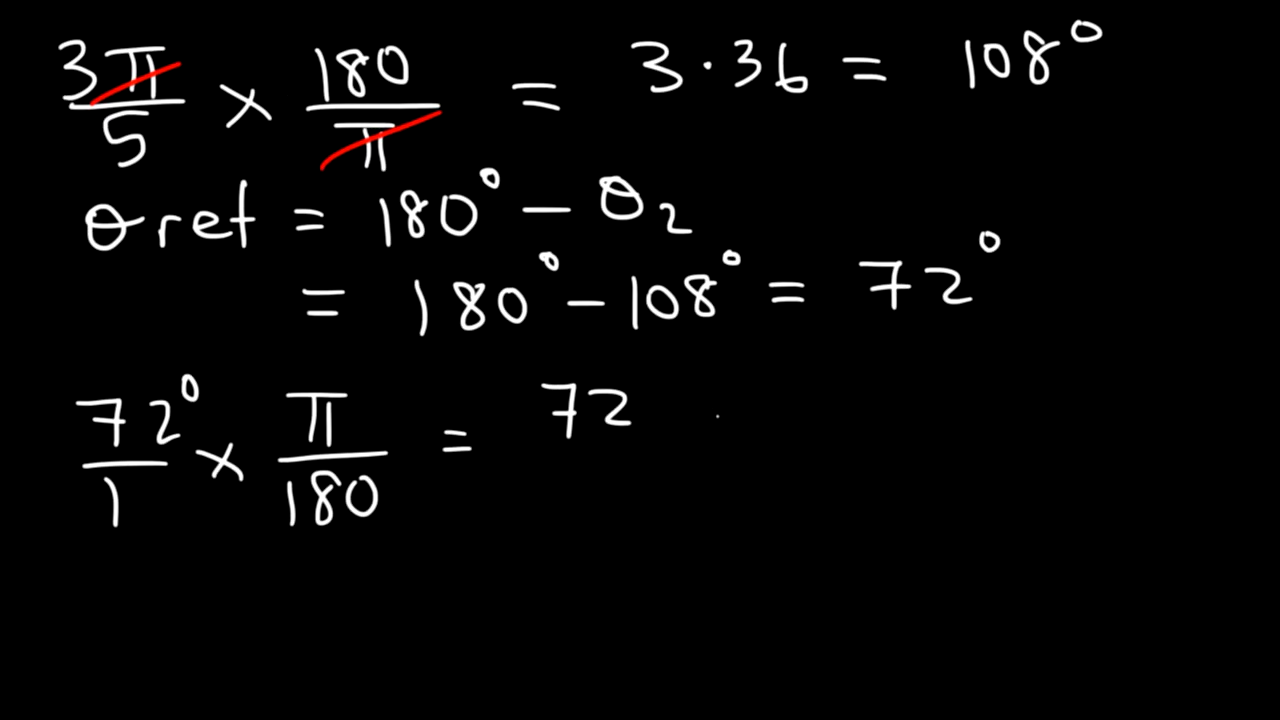 3π/5 × 180/π = 3·36 = 108°
θref = 180° − θ₂
= 180° − 108° = 72°
72°/1 × π/180 = 72